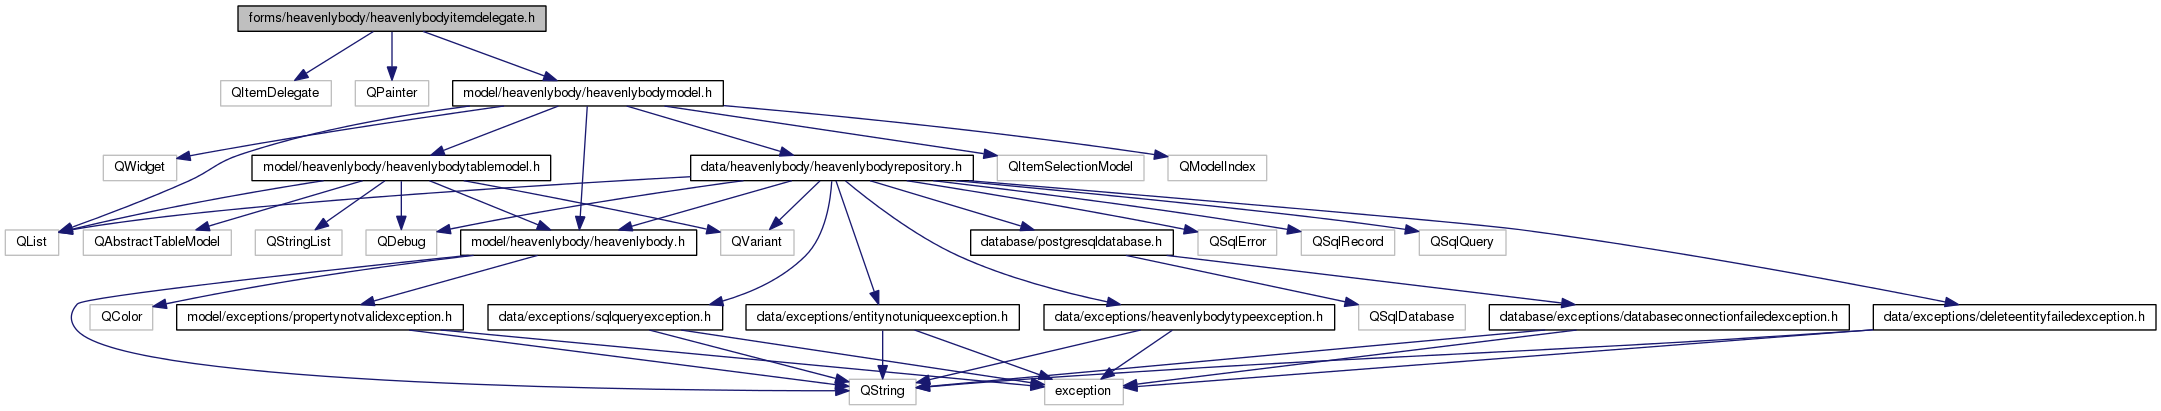 forms/heavenlybody/heavenlybodyitemdelegate.h
QItemDelegate
QPainter
model/heavenlybody/heavenlybodymodel.h
QWidget
model/heavenlybody/heavenlybodytablemodel.h
data/heavenlybody/heavenlybodyrepository.h
QItemSelectionModel
QModelIndex
QList
QAbstractTableModel
QStringList
QDebug
model/heavenlybody/heavenlybody.h
QVariant
database/postgresqldatabase.h
QSqlError
QSqlRecord
QSqlQuery
QColor
model/exceptions/propertynotvalidexception.h
data/exceptions/sqlqueryexception.h
data/exceptions/entitynotuniqueexception.h
data/exceptions/heavenlybodytypeexception.h
QSqlDatabase
database/exceptions/databaseconnectionfailedexception.h
data/exceptions/deleteentityfailedexception.h
QString
exception